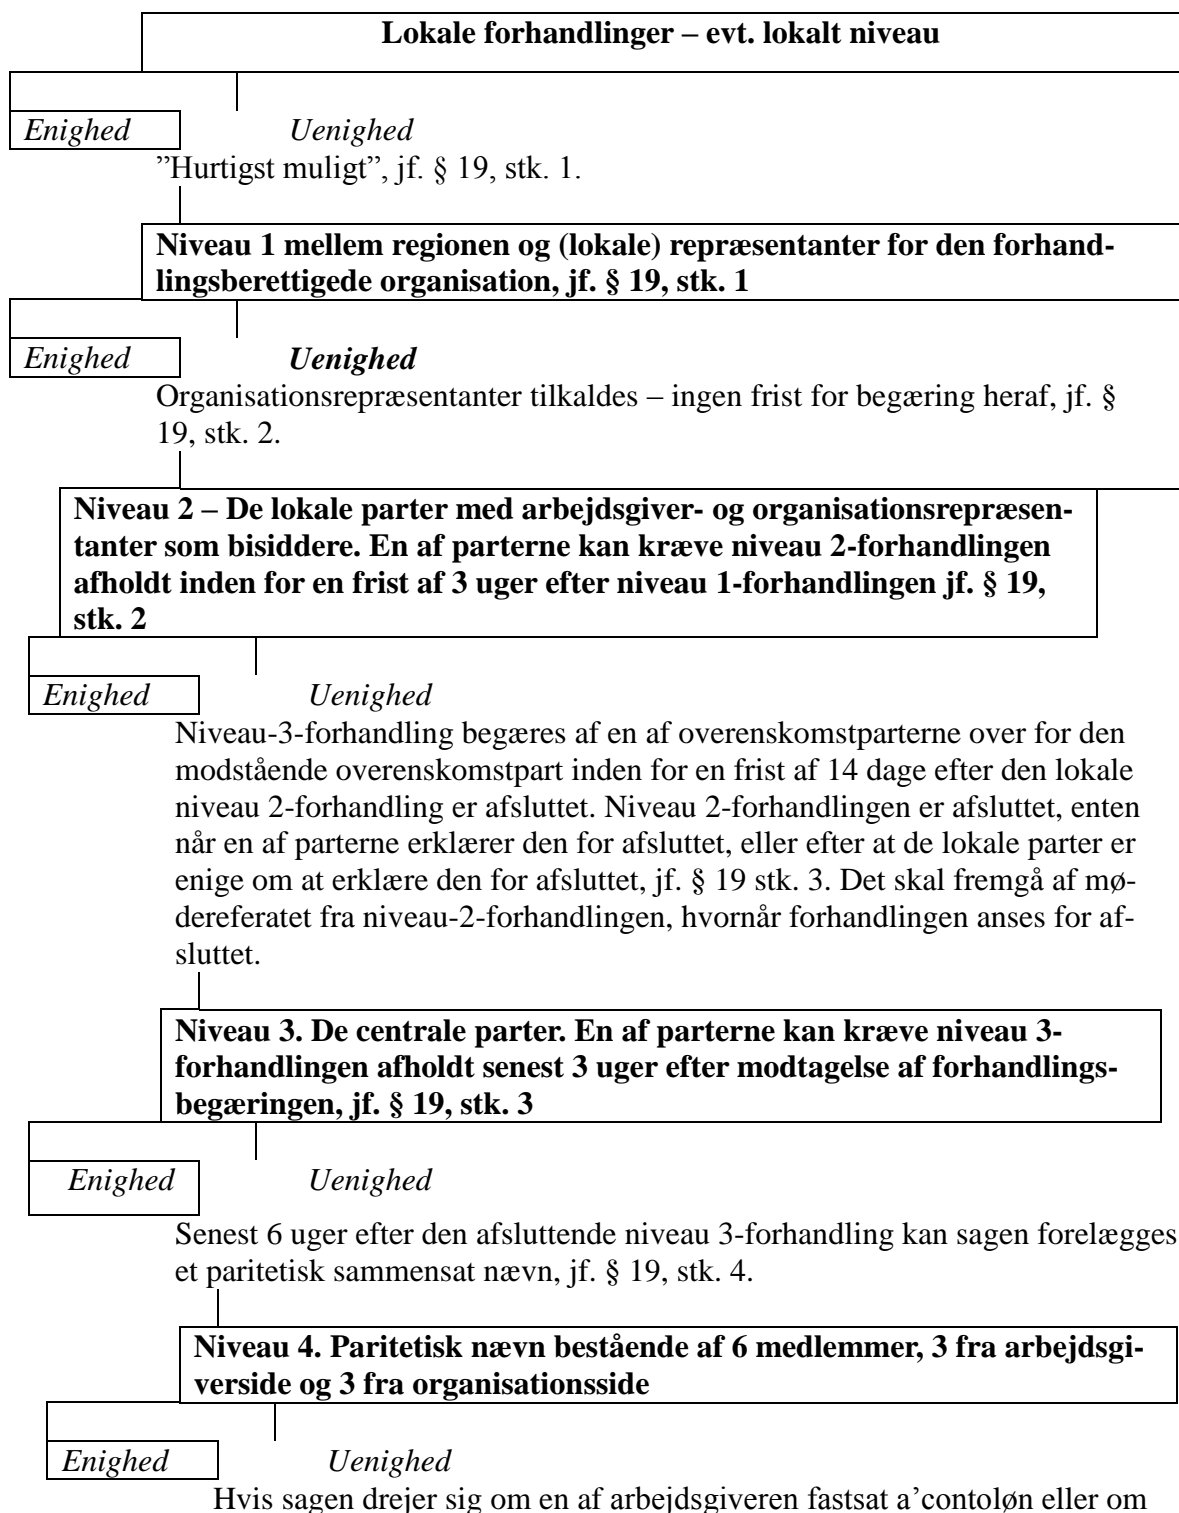 Lokale forhandlinger – evt. lokalt niveau
Enighed Uenighed
”Hurtigst muligt”, jf. § 19, stk. 1.
Niveau 1 mellem regionen og (lokale) repræsentanter for den forhand-
lingsberettigede organisation, jf. § 19, stk. 1
Enighed Uenighed
Organisationsrepræsentanter tilkaldes – ingen frist for begæring heraf, jf. §
19, stk. 2.
Niveau 2 – De lokale parter med arbejdsgiver- og organisationsrepræsen-
tanter som bisiddere. En af parterne kan kræve niveau 2-forhandlingen
afholdt inden for en frist af 3 uger efter niveau 1-forhandlingen jf. § 19,
stk. 2
Enighed Uenighed
Niveau-3-forhandling begæres af en af overenskomstparterne over for den
modstående overenskomstpart inden for en frist af 14 dage efter den lokale
niveau 2-forhandling er afsluttet. Niveau 2-forhandlingen er afsluttet, enten
når en af parterne erklærer den for afsluttet, eller efter at de lokale parter er
enige om at erklære den for afsluttet, jf. § 19 stk. 3. Det skal fremgå af mø-
dereferatet fra niveau-2-forhandlingen, hvornår forhandlingen anses for af-
sluttet.
Niveau 3. De centrale parter. En af parterne kan kræve niveau 3-
forhandlingen afholdt senest 3 uger efter modtagelse af forhandlings-
begæringen, jf. § 19, stk. 3
Enighed Uenighed
Senest 6 uger efter den afsluttende niveau 3-forhandling kan sagen forelægges
et paritetisk sammensat nævn, jf. § 19, stk. 4.
Niveau 4. Paritetisk nævn bestående af 6 medlemmer, 3 fra arbejdsgi-
verside og 3 fra organisationsside
Enighed Uenighed
Hvis sagen drejer sig om en af arbejdsgiveren fastsat a’contoløn eller om